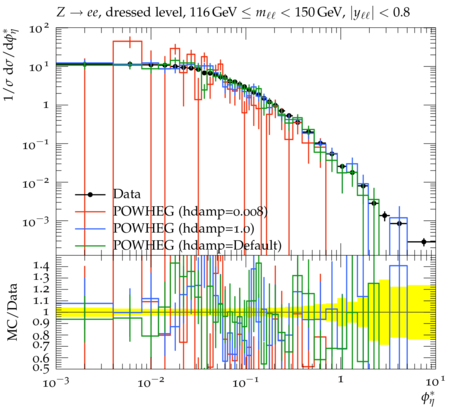 Z → ee, dressed level, 116 GeV ≤ mℓℓ < 150 GeV, |yℓℓ| < 0.8
1/σ dσ/dϕ*η
10²
10¹
1
10⁻¹
10⁻²
10⁻³
Data
POWHEG (hdamp=0.008)
POWHEG (hdamp=1.0)
POWHEG (hdamp=Default)
MC/Data
1.4
1.3
1.2
1.1
1
0.9
0.8
0.7
0.6
0.5
10⁻³ 10⁻² 10⁻¹ 1 10¹
ϕ*η